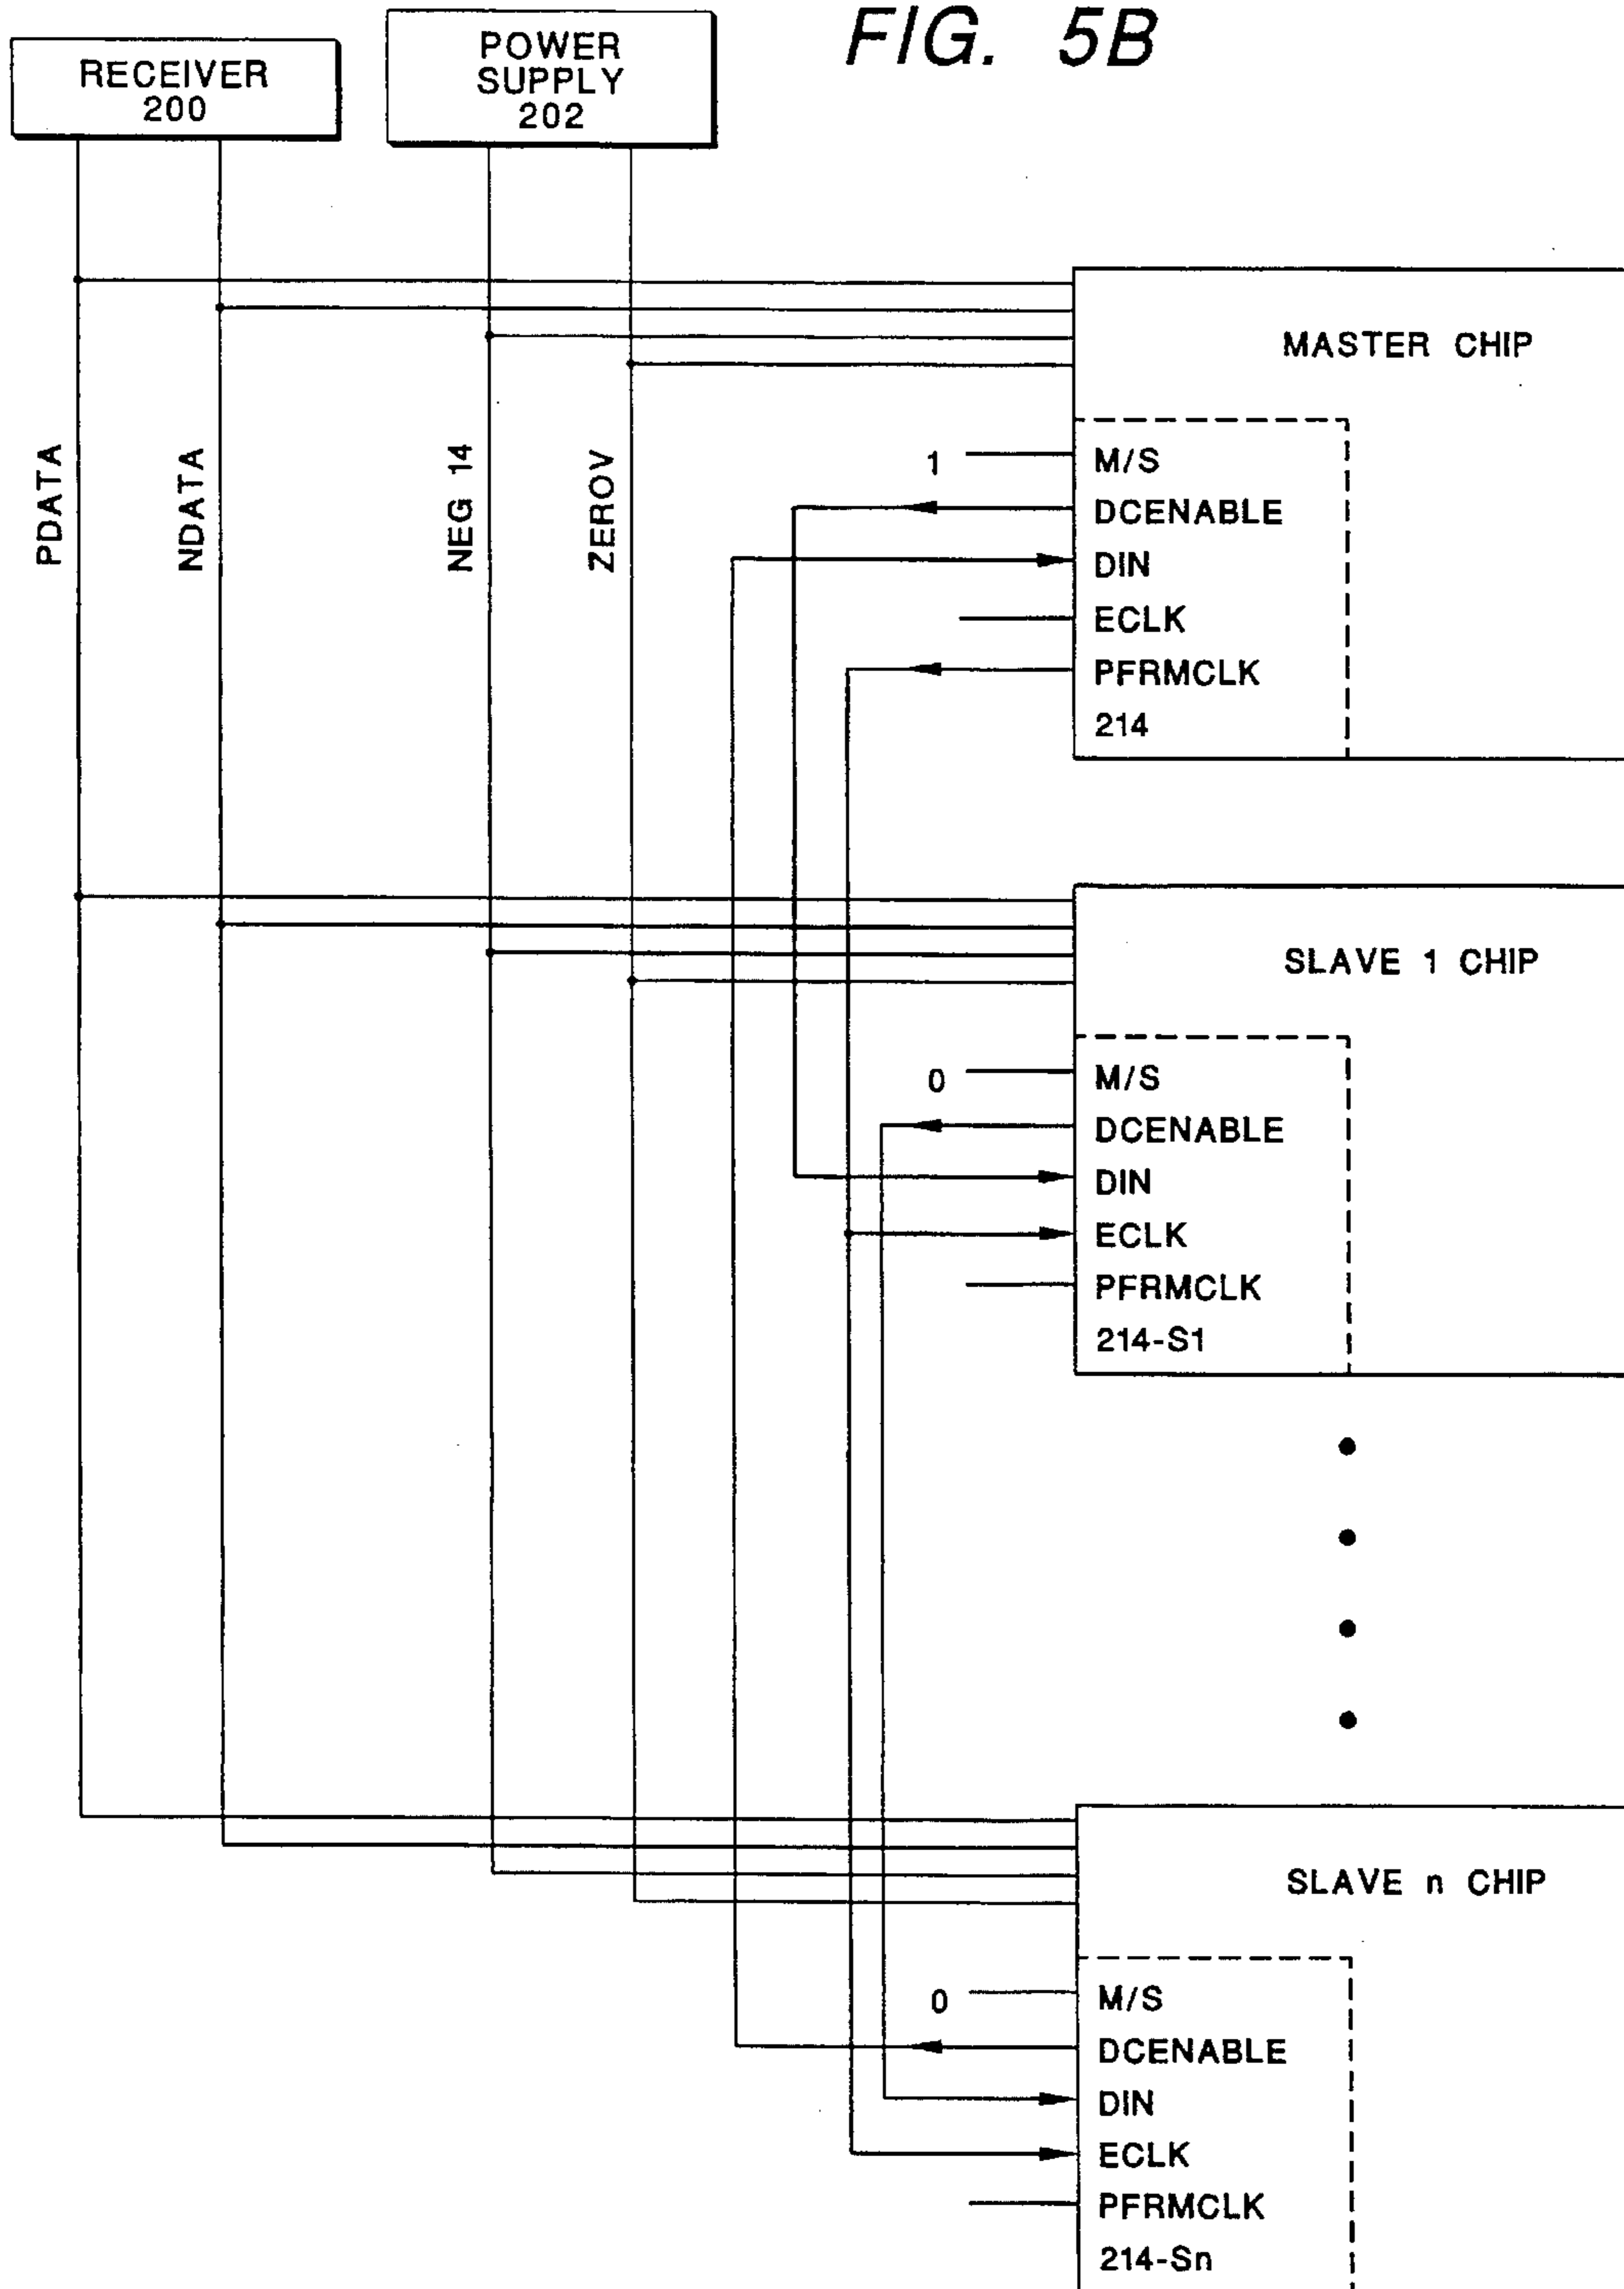 FIG. 5B
RECEIVER
200
POWER
SUPPLY
202
PDATA
NDATA
NEG 14
ZEROV
MASTER CHIP
1
M/S
DCENABLE
DIN
ECLK
PFRMCLK
214
SLAVE 1 CHIP
0
M/S
DCENABLE
DIN
ECLK
PFRMCLK
214-S1
SLAVE n CHIP
0
M/S
DCENABLE
DIN
ECLK
PFRMCLK
214-Sn